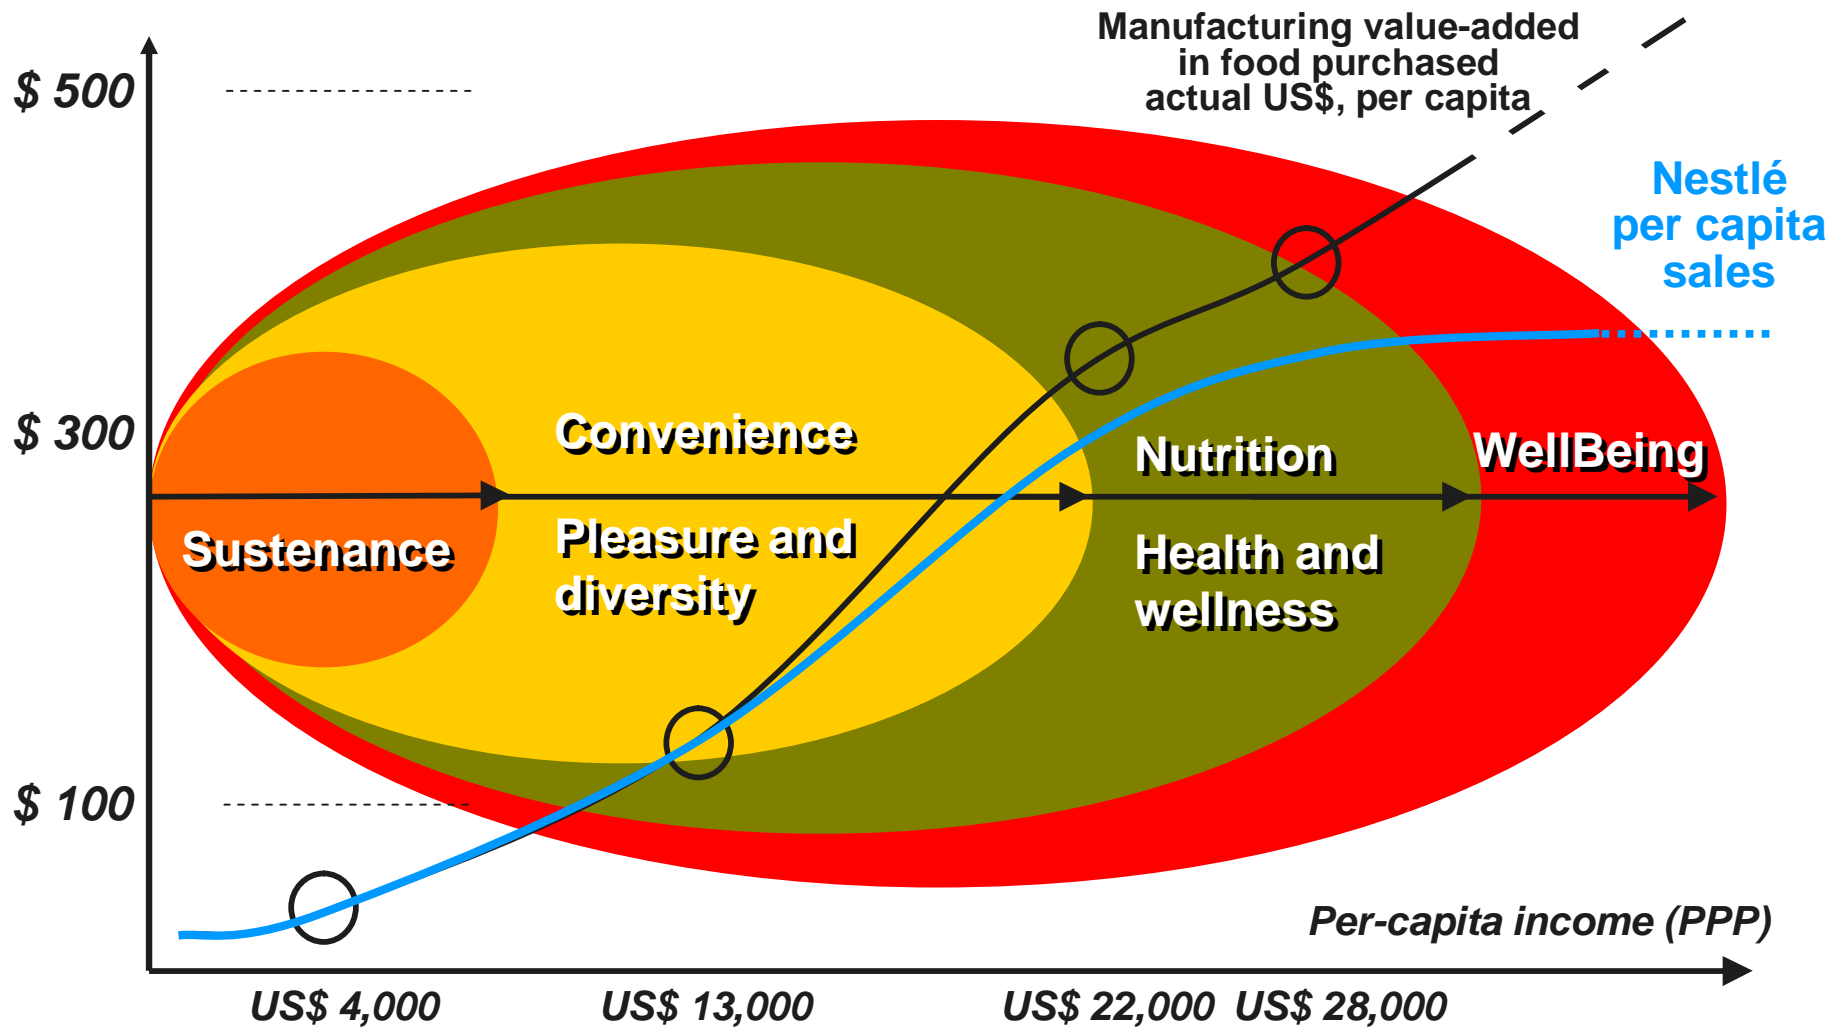 Manufacturing value-added
in food purchased
actual US$, per capita
$ 500
Nestlé
per capita
sales
$ 300
Convenience
Nutrition
WellBeing
Sustenance
Pleasure and
diversity
Health and
wellness
$ 100
Per-capita income (PPP)
US$ 4,000
US$ 13,000
US$ 22,000
US$ 28,000